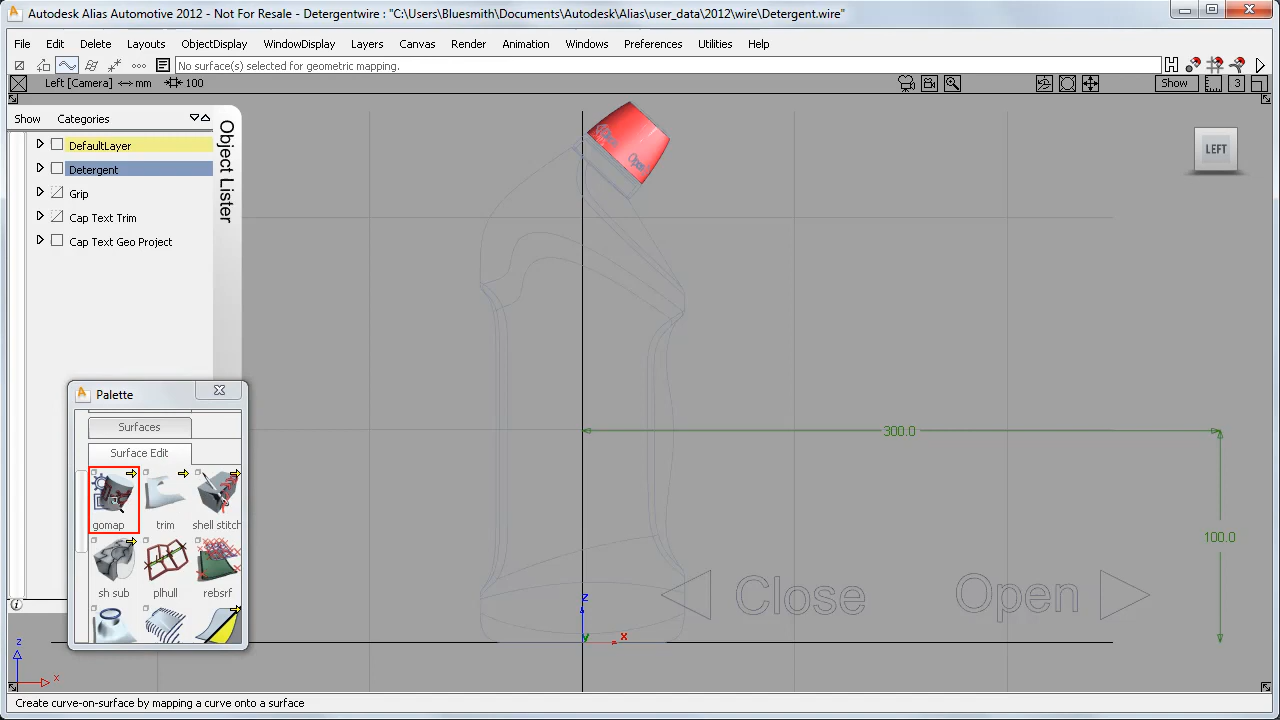 Autodesk Alias Automotive 2012 - Not For Resale - Detergentwire : "C:\Users\Bluesmith\Documents\Autodesk\Alias\user_data\2012\wire\Detergent.wire"
File Edit Delete Layouts ObjectDisplay WindowDisplay Layers Canvas Render Animation Windows Preferences Utilities Help
No surface(s) selected for geometric mapping.
Left [Camera] mm 100 Show 3
Show Categories
Object Lister
DefaultLayer
Detergent
Grip
Cap Text Trim
Cap Text Geo Project
LEFT
Open
Palette
Surfaces
Surface Edit
gomap trim shell stitch
sh sub plhull rebsrf
300.0
100.0
Close Open
z
y x
z
x
Create curve-on-surface by mapping a curve onto a surface